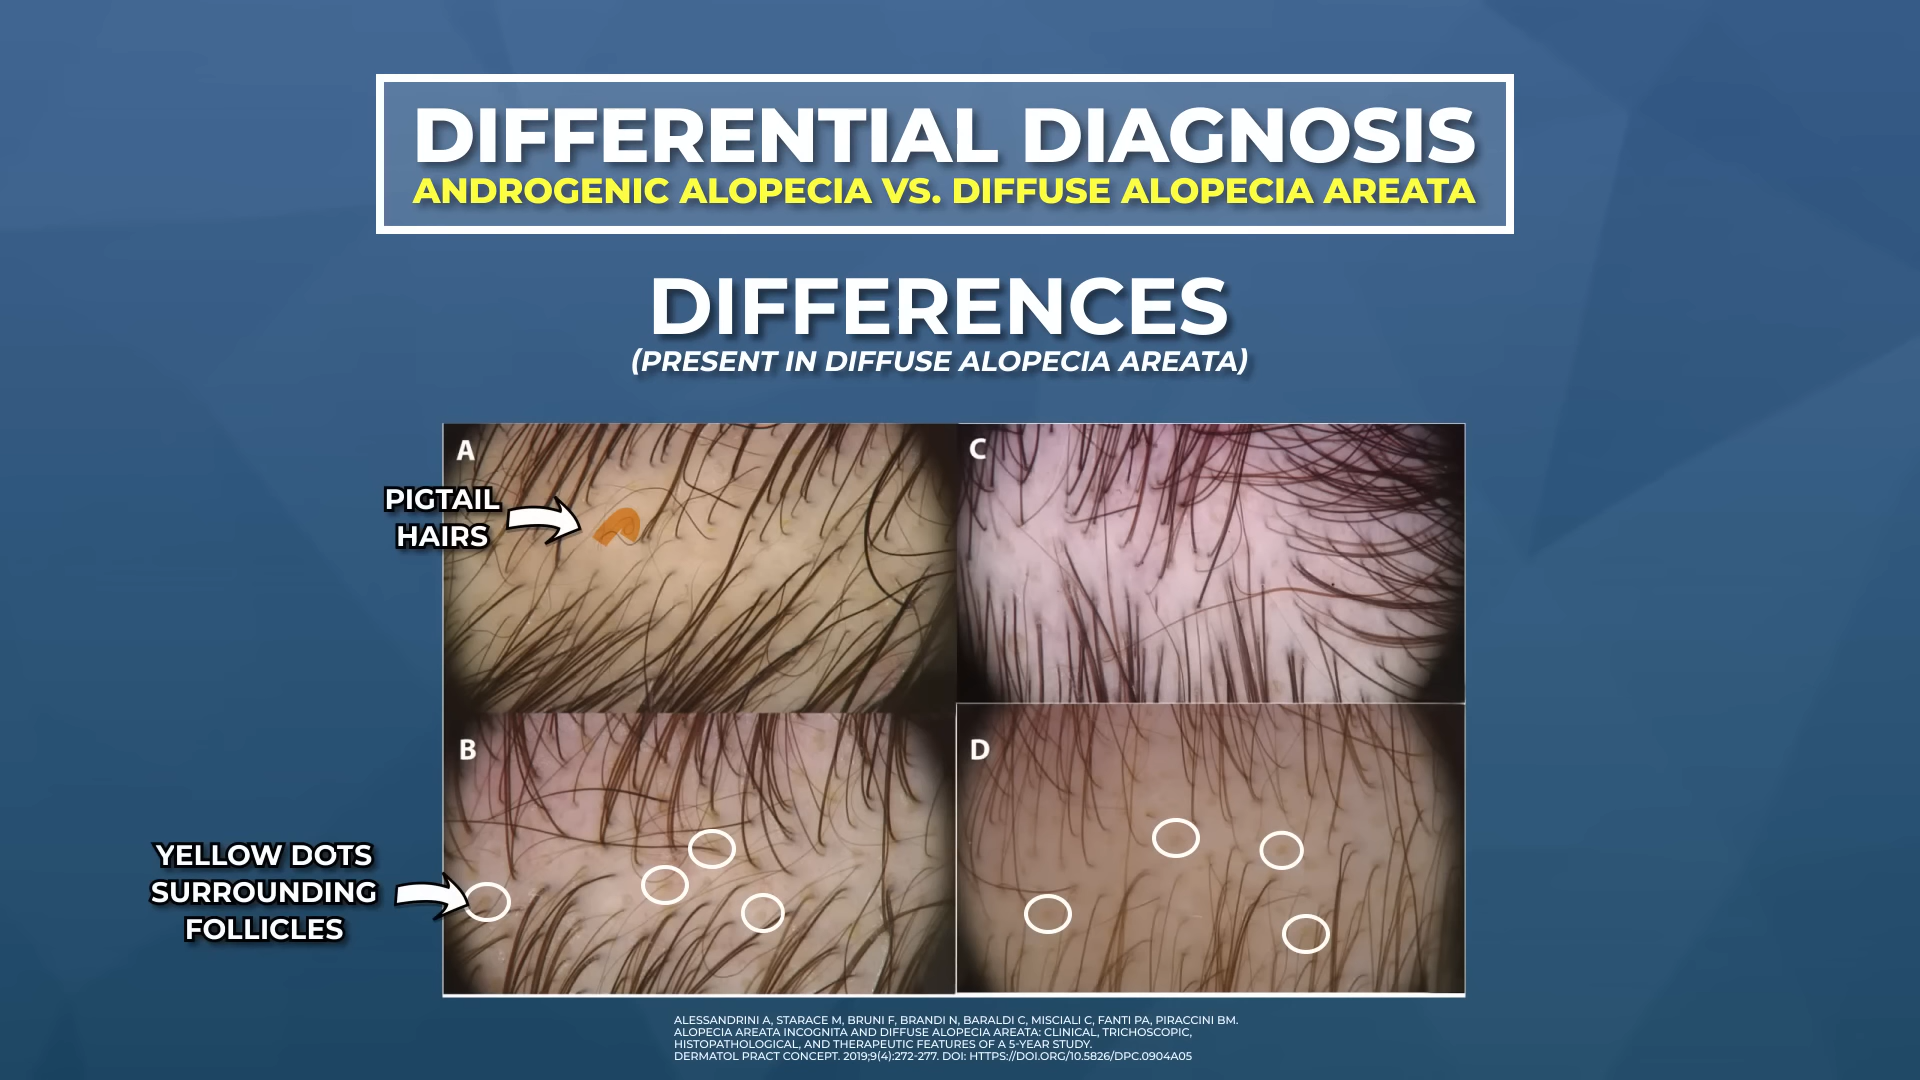 DIFFERENTIAL DIAGNOSIS
ANDROGENIC ALOPECIA VS. DIFFUSE ALOPECIA AREATA
DIFFERENCES
(PRESENT IN DIFFUSE ALOPECIA AREATA)
A
C
PIGTAIL
HAIRS
B
D
YELLOW DOTS
SURROUNDING
FOLLICLES
ALESSANDRINI A, STARACE M, BRUNI F, BRANDI N, BARALDI C, MISCIALI C, FANTI PA, PIRACCINI BM.
ALOPECIA AREATA INCOGNITA AND DIFFUSE ALOPECIA AREATA: CLINICAL, TRICHOSCOPIC,
HISTOPATHOLOGICAL, AND THERAPEUTIC FEATURES OF A 5-YEAR STUDY.
DERMATOL PRACT CONCEPT. 2019;9(4):272-277. DOI: HTTPS://DOI.ORG/10.5826/DPC.0904A05